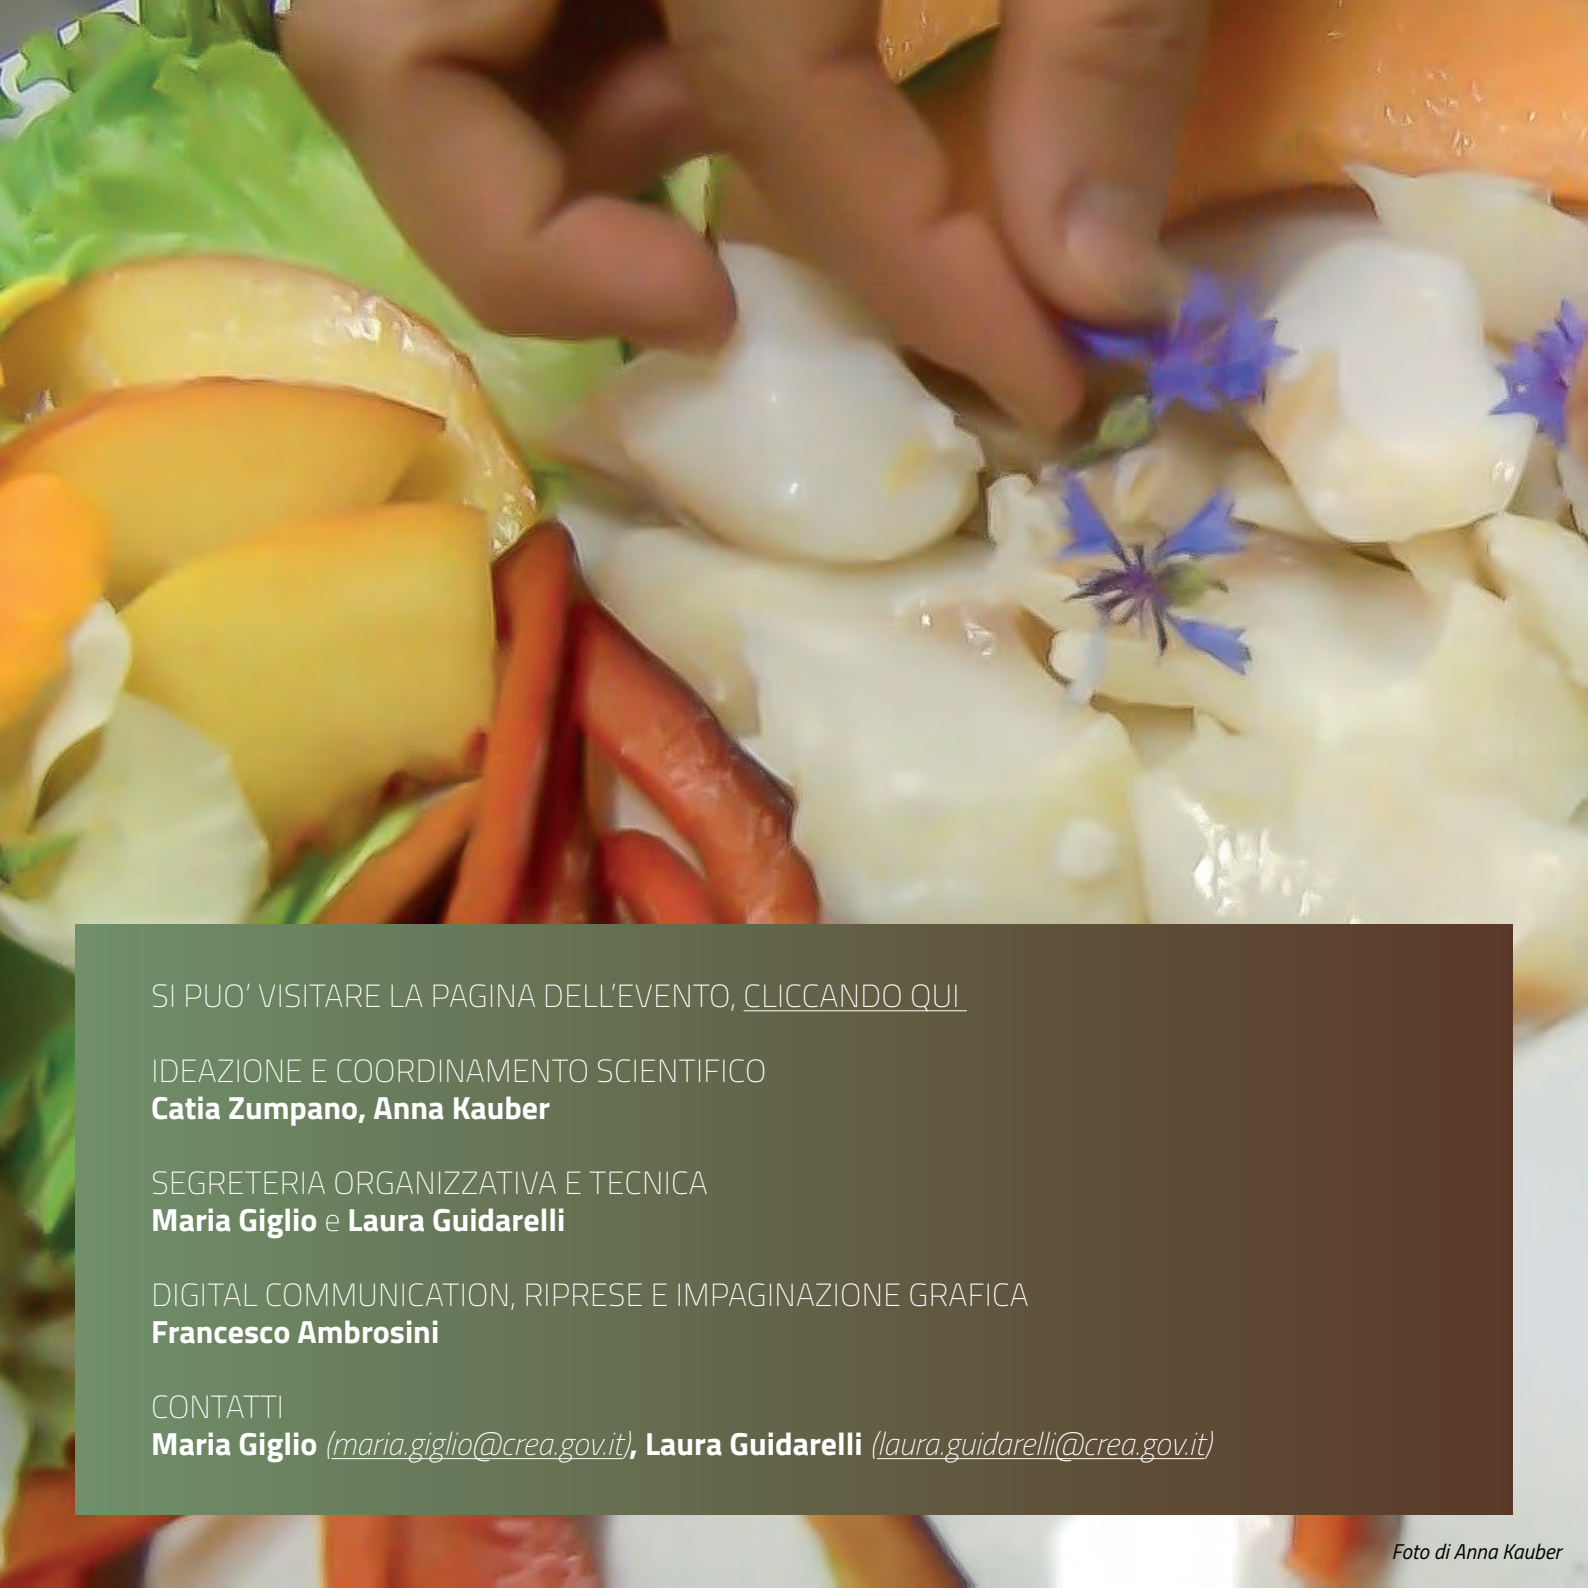 SI PUO’ VISITARE LA PAGINA DELL’EVENTO, CLICCANDO QUI
IDEAZIONE E COORDINAMENTO SCIENTIFICO
Catia Zumpano, Anna Kauber
SEGRETERIA ORGANIZZATIVA E TECNICA
Maria Giglio e Laura Guidarelli
DIGITAL COMMUNICATION, RIPRESE E IMPAGINAZIONE GRAFICA
Francesco Ambrosini
CONTATTI
Maria Giglio (maria.giglio@crea.gov.it), Laura Guidarelli (laura.guidarelli@crea.gov.it)
Foto di Anna Kauber